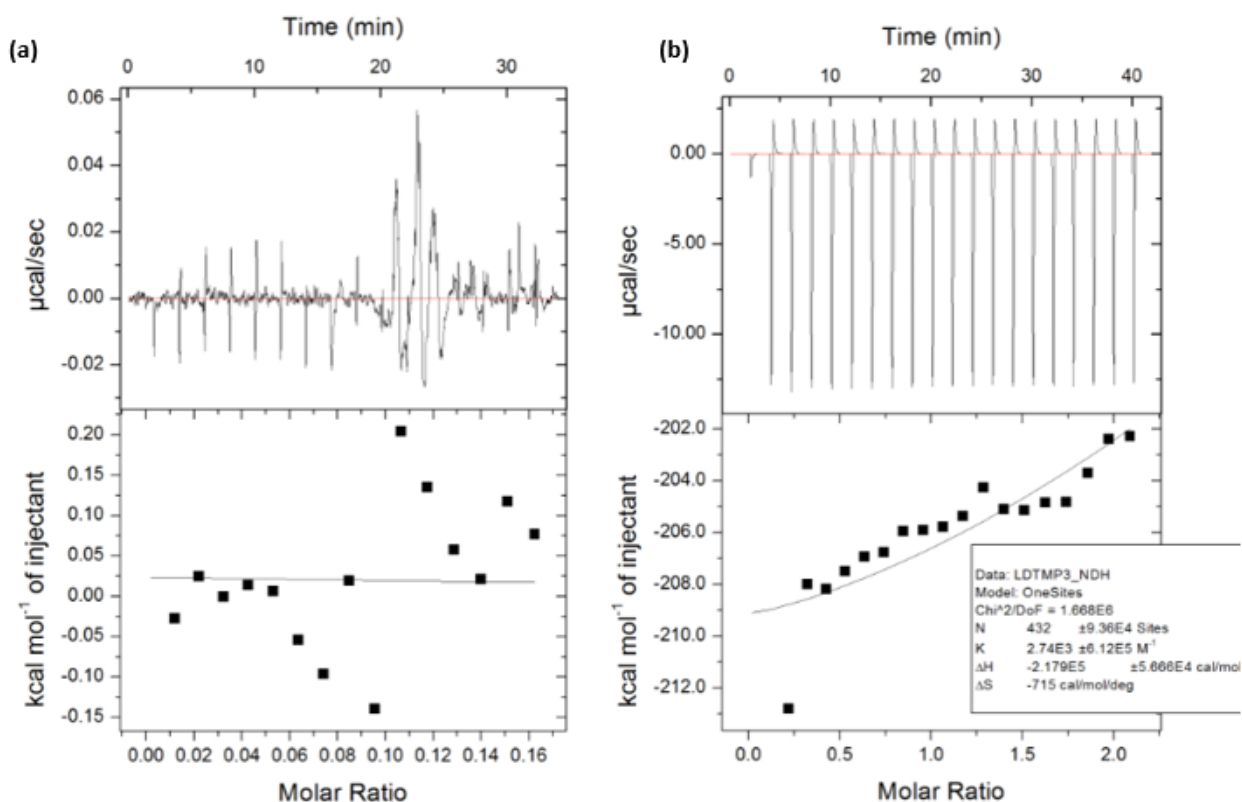 (a)
Time (min)
0 10 20 30
0.06
0.04
0.02
0.00
-0.02
µcal/sec
0.20
0.15
0.10
0.05
0.00
-0.05
-0.10
-0.15
kcal mol⁻¹ of injectant
0.00 0.02 0.04 0.06 0.08 0.10 0.12 0.14 0.16
Molar Ratio
(b)
Time (min)
0 10 20 30 40
0.00
-5.00
-10.00
µcal/sec
-202.0
-204.0
-206.0
-208.0
-210.0
-212.0
kcal mol⁻¹ of injectant
Data: LDTMP3_NDH
Model: OneSites
Chi^2/DoF = 1.668E6
N 432 ±9.36E4 Sites
K 2.74E3 ±6.12E5 M⁻¹
ΔH -2.179E5 ±5.666E4 cal/mol
ΔS -715 cal/mol/deg
0.0 0.5 1.0 1.5 2.0
Molar Ratio